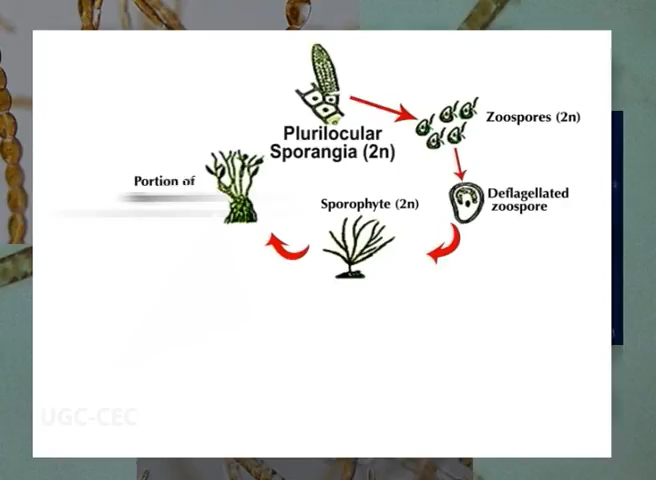 Plurilocular
Sporangia (2n)
Zoospores (2n)
Deflagellated
zoospore
Sporophyte (2n)
Portion of
UGC-CEC